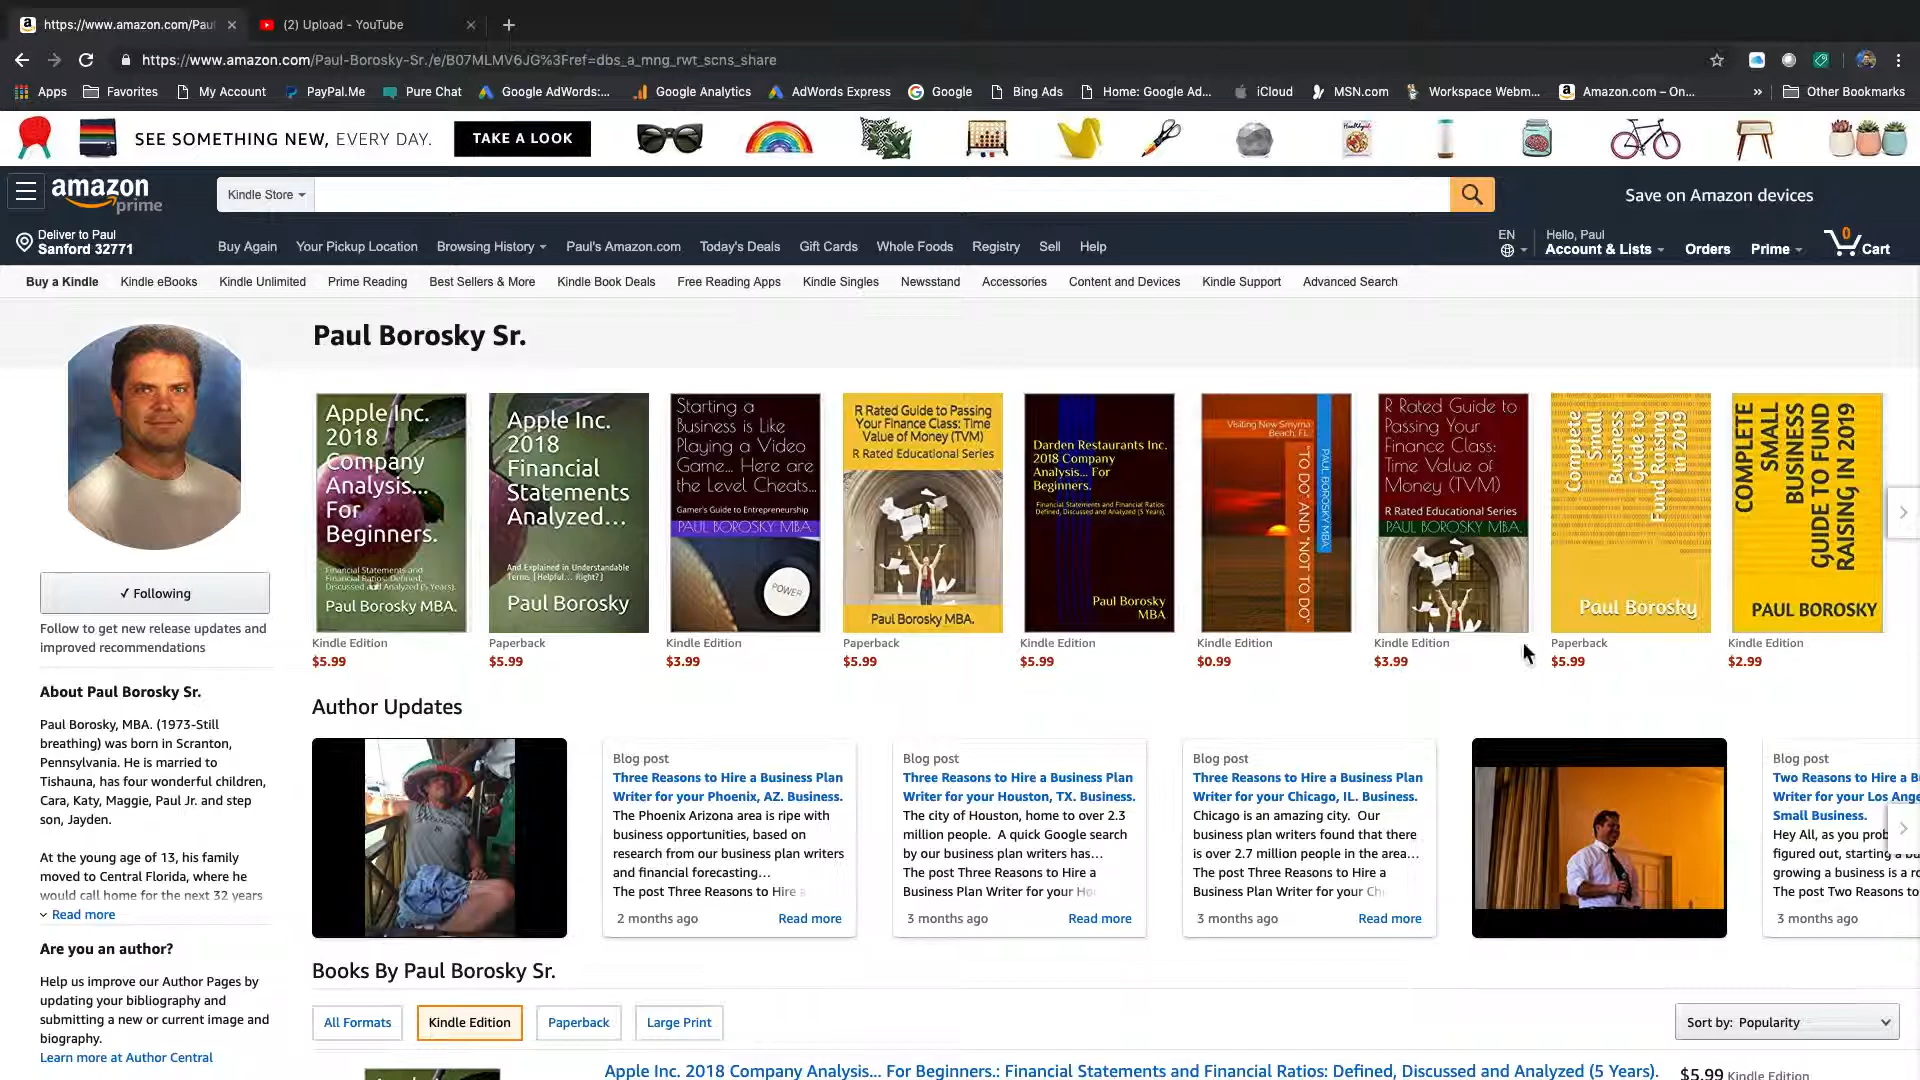 https://www.amazon.com/Pau
(2) Upload - YouTube
https://www.amazon.com/Paul-Borosky-Sr./e/B07MLMV6JG%3Fref=dbs_a_mng_rwt_scns_share
Apps
Favorites
My Account
PayPal.Me
Pure Chat
Google AdWords:...
Google Analytics
AdWords Express
Google
Bing Ads
Home: Google Ad...
iCloud
MSN.com
Workspace Webm...
Amazon.com – On...
»
Other Bookmarks
SEE SOMETHING NEW, EVERY DAY.
TAKE A LOOK
amazon
prime
Kindle Store
Save on Amazon devices
Deliver to Paul
Sanford 32771
Buy Again
Your Pickup Location
Browsing History
Paul's Amazon.com
Today's Deals
Gift Cards
Whole Foods
Registry
Sell
Help
EN
Hello, Paul
Account & Lists
Orders
Prime
0
Cart
Buy a Kindle
Kindle eBooks
Kindle Unlimited
Prime Reading
Best Sellers & More
Kindle Book Deals
Free Reading Apps
Kindle Singles
Newsstand
Accessories
Content and Devices
Kindle Support
Advanced Search
Paul Borosky Sr.
Apple Inc.
2018
Company
Analysis...
For
Beginners.
Financial Statements and
Financial Ratios: Defined,
Discussed and Analyzed (5 Years).
Paul Borosky MBA.
Kindle Edition
$5.99
Apple Inc.
2018
Financial
Statements
Analyzed...
And Explained in Understandable
Terms [Helpful... Right?]
Paul Borosky
Paperback
$5.99
Starting a
Business is Like
Playing a Video
Game... Here are
the Level Cheats...
Gamer's Guide to Entrepreneurship
PAUL BOROSKY MBA.
POWER
Kindle Edition
$3.99
R Rated Guide to Passing
Your Finance Class: Time
Value of Money (TVM)
R Rated Educational Series
Paul Borosky MBA.
Paperback
$5.99
Darden Restaurants Inc.
2018 Company
Analysis... For
Beginners.
Financial Statements and Financial Ratios:
Defined, Discussed and Analyzed (5 Years).
Paul Borosky
MBA
Kindle Edition
$5.99
Visiting New Smyrna
Beach, FL
"TO DO" AND "NOT TO DO"
PAUL BOROSKY MBA
Kindle Edition
$0.99
R Rated Guide to
Passing Your
Finance Class:
Time Value of
Money (TVM)
R Rated Educational Series
PAUL BOROSKY MBA.
Kindle Edition
$3.99
Complete
Small
Business
Guide to
Fund Raising
in 2019
Paul Borosky
Paperback
$5.99
COMPLETE
SMALL
BUSINESS
GUIDE TO FUND
RAISING IN 2019
PAUL BOROSKY
Kindle Edition
$2.99
✓ Following
Follow to get new release updates and
improved recommendations
About Paul Borosky Sr.
Paul Borosky, MBA. (1973-Still
breathing) was born in Scranton,
Pennsylvania. He is married to
Tishauna, has four wonderful children,
Cara, Katy, Maggie, Paul Jr. and step
son, Jayden.
At the young age of 13, his family
moved to Central Florida, where he
would call home for the next 32 years
Read more
Are you an author?
Help us improve our Author Pages by
updating your bibliography and
submitting a new or current image and
biography.
Learn more at Author Central
Author Updates
Blog post
Three Reasons to Hire a Business Plan
Writer for your Phoenix, AZ. Business.
The Phoenix Arizona area is ripe with
business opportunities, based on
research from our business plan writers
and financial forecasting...
The post Three Reasons to Hire a
2 months ago
Read more
Blog post
Three Reasons to Hire a Business Plan
Writer for your Houston, TX. Business.
The city of Houston, home to over 2.3
million people. A quick Google search
by our business plan writers has...
The post Three Reasons to Hire a
Business Plan Writer for your Ho
3 months ago
Read more
Blog post
Three Reasons to Hire a Business Plan
Writer for your Chicago, IL. Business.
Chicago is an amazing city. Our
business plan writers found that there
is over 2.7 million people in the area...
The post Three Reasons to Hire a
Business Plan Writer for your Ch
3 months ago
Read more
Blog post
Two Reasons to Hire a B
Writer for your Los Ange
Small Business.
Hey All, as you prob
figured out, starting a bu
growing a business is a ro
The post Two Reasons to
3 months ago
Books By Paul Borosky Sr.
All Formats
Kindle Edition
Paperback
Large Print
Sort by: Popularity
Apple Inc. 2018 Company Analysis... For Beginners.: Financial Statements and Financial Ratios: Defined, Discussed and Analyzed (5 Years).
$5.99 Kindle Edition